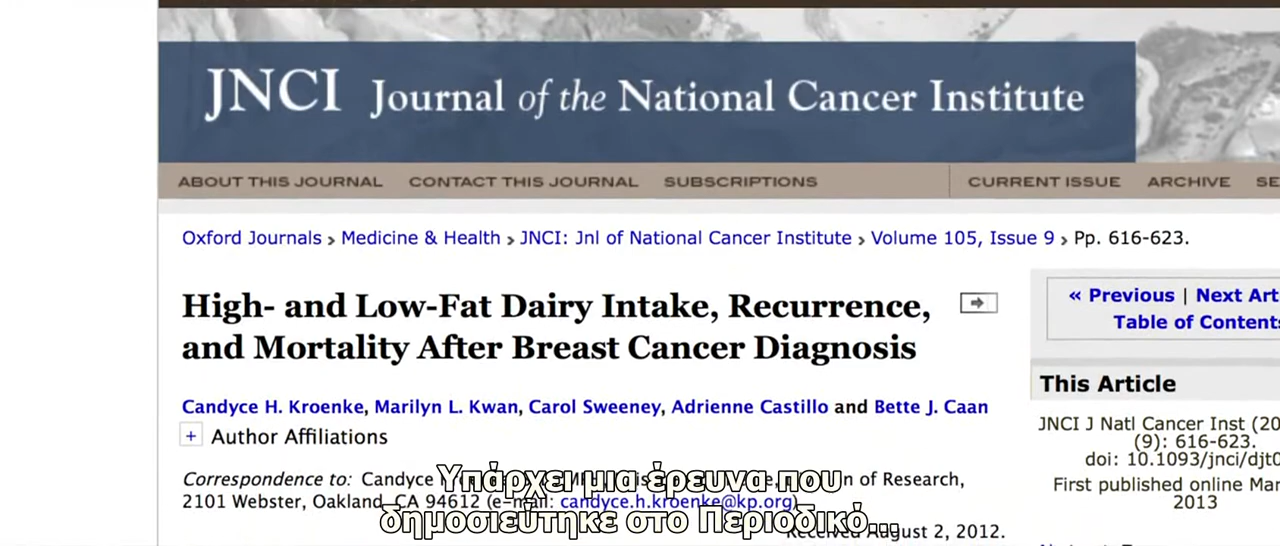 JNCI Journal of the National Cancer Institute
ABOUT THIS JOURNAL CONTACT THIS JOURNAL SUBSCRIPTIONS CURRENT ISSUE ARCHIVE
Oxford Journals › Medicine & Health › JNCI: Jnl of National Cancer Institute › Volume 105, Issue 9 › Pp. 616-623.
High- and Low-Fat Dairy Intake, Recurrence,
and Mortality After Breast Cancer Diagnosis
Candyce H. Kroenke, Marilyn L. Kwan, Carol Sweeney, Adrienne Castillo and Bette J. Caan
+ Author Affiliations
Correspondence to: Candyce of Research,
2101 Webster, Oakland, CA 94612 (e-mail: candyce.h.kroenke@kp.org)
Received August 2, 2012.
« Previous | Next
Table of
This Article
JNCI J Natl Cancer Inst
(9): 616-623.
doi: 10.1093/jnci/
First published online
2013
Υπάρχει μια έρευνα που
δημοσιεύτηκε στο Περιοδικό...